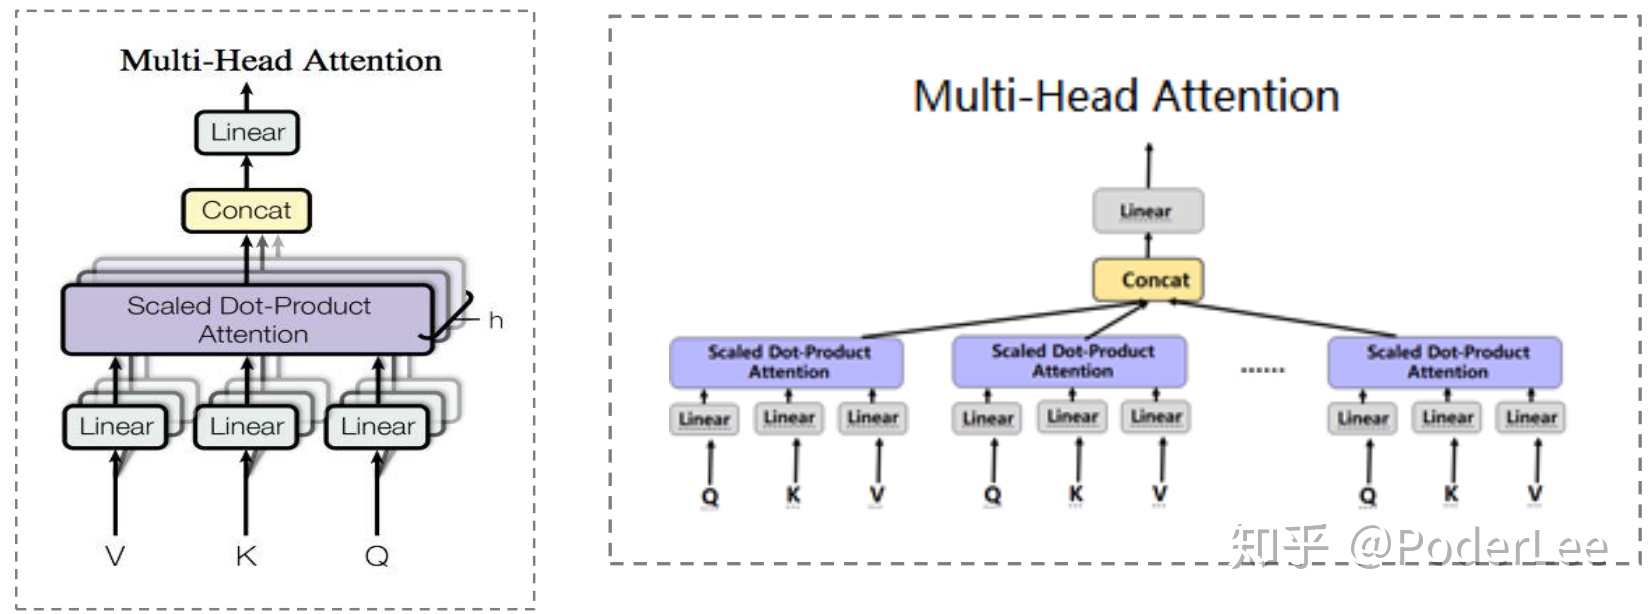 Multi-Head Attention
Linear
Concat
Scaled Dot-Product
Attention
h
Linear Linear Linear
V K Q
Multi-Head Attention
Linear
Concat
Scaled Dot-Product Scaled Dot-Product Scaled Dot-Product
Attention Attention ...... Attention
Linear Linear Linear Linear Linear Linear Linear Linear Linear
Q K V Q K V Q K V
知乎 @PoderLee